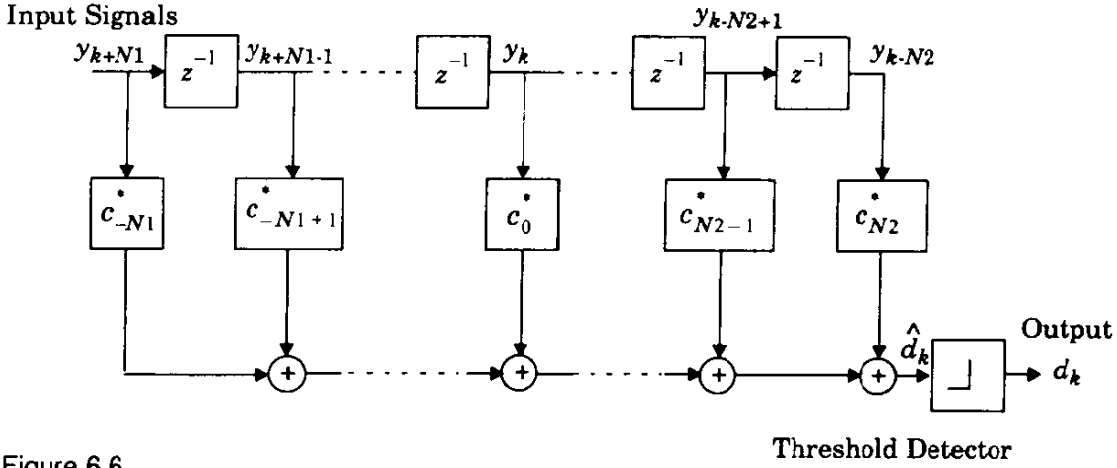 Input Signals
y_{k+N1} z^{-1} y_{k+N1-1} z^{-1} y_k z^{-1} y_{k-N2+1} z^{-1} y_{k-N2}
c^*_{-N1} c^*_{-N1+1} c^*_0 c^*_{N2-1} c^*_{N2}
+ + + + \hat{d}_k Output d_k
Threshold Detector
Figure 6.6